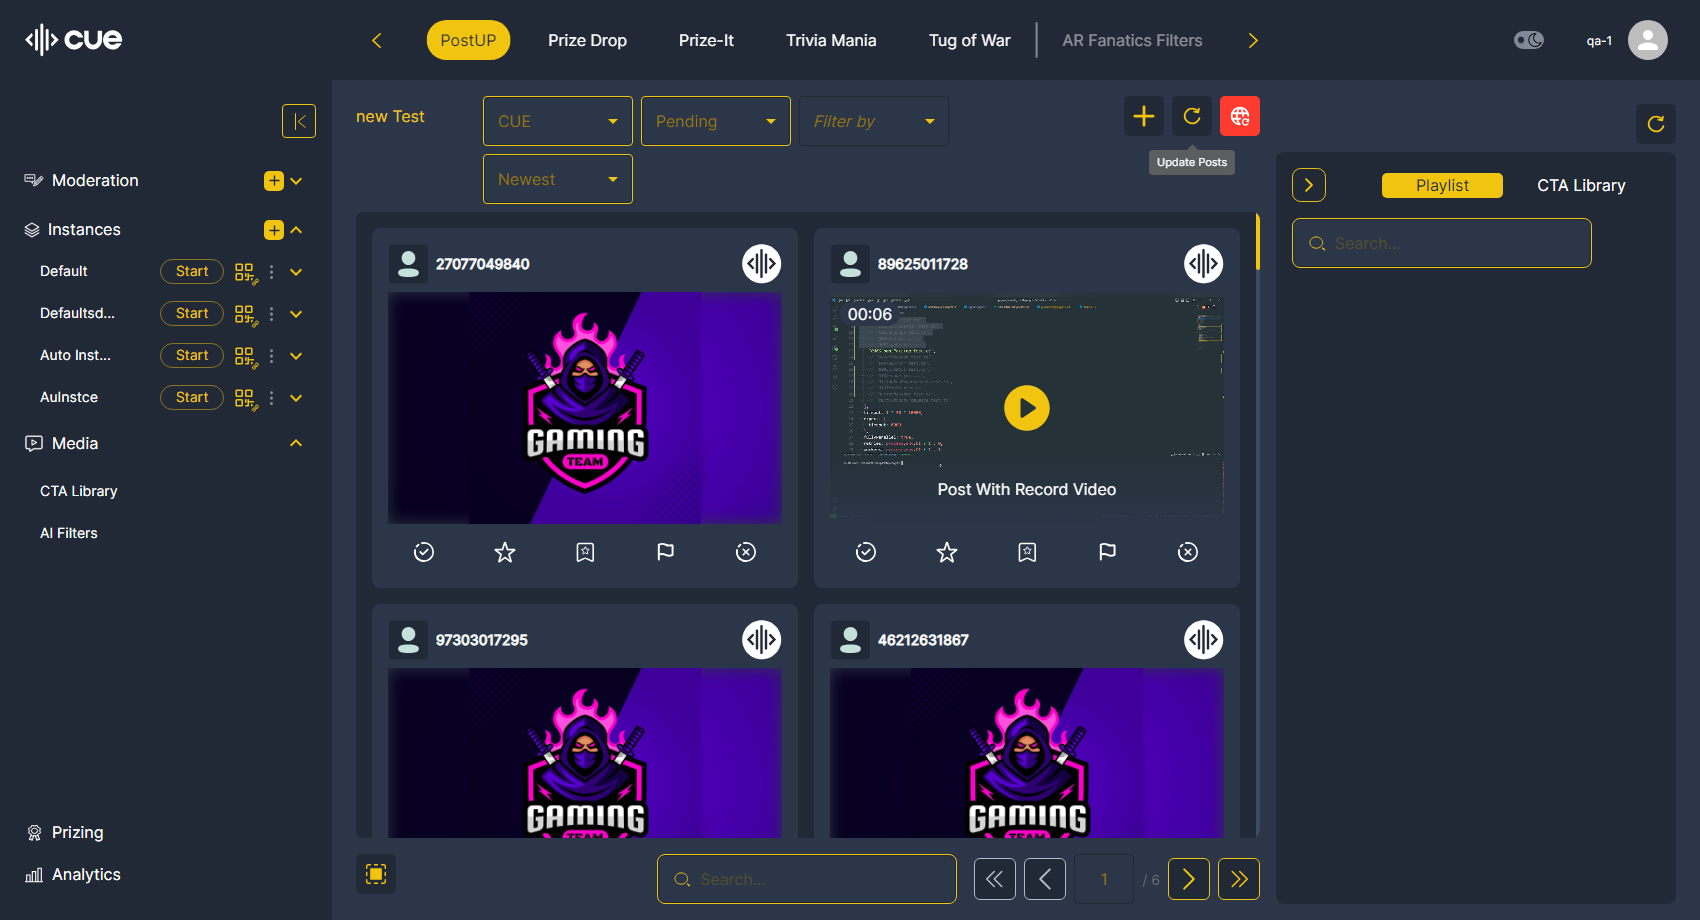 cue
PostUP
Prize Drop
Prize-It
Trivia Mania
Tug of War
AR Fanatics Filters
qa-1
Moderation
Instances
Default
Start
Defaultsd...
Start
Auto Inst...
Start
AuInstce
Start
Media
CTA Library
AI Filters
Prizing
Analytics
new Test
CUE
Pending
Filter by
Newest
Update Posts
27077049840
GAMING
TEAM
89625011728
00:06
Post With Record Video
97303017295
GAMING
TEAM
46212631867
GAMING
TEAM
Search...
1
/ 6
Playlist
CTA Library
Search...